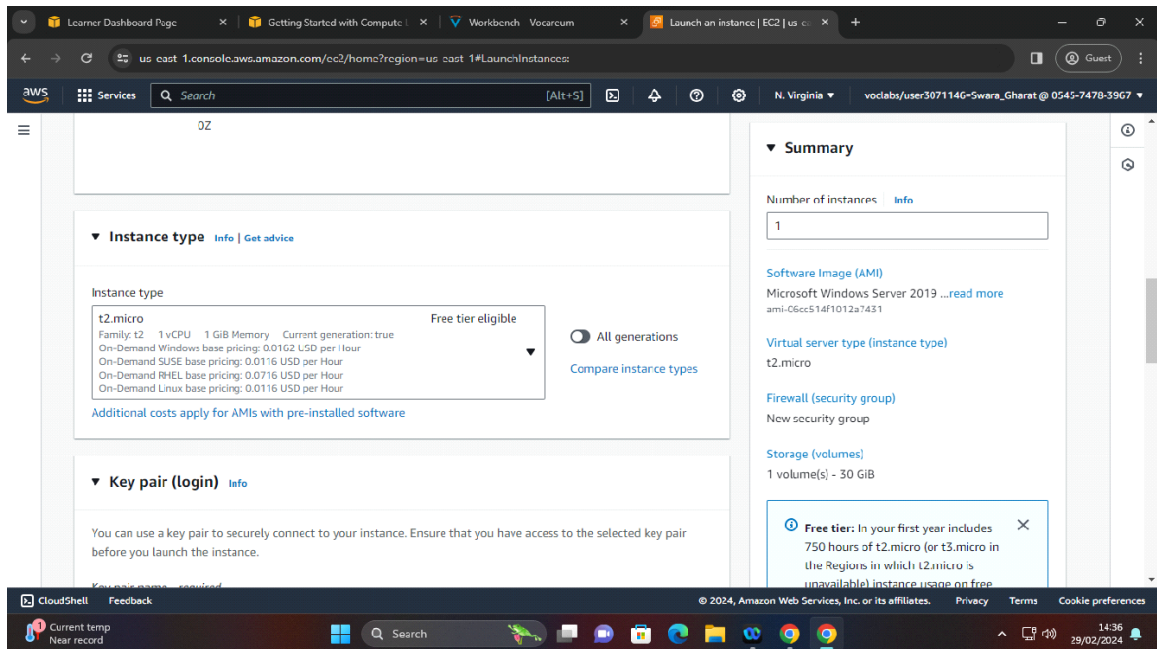 Learner Dashboard Page
Getting Started with Compute
Workbench - Vocareum
Launch an instance | EC2 | us
us-east-1.console.aws.amazon.com/ec2/home?region=us-east-1#LaunchInstances:
Guest
aws
Services
Search
[Alt+S]
N. Virginia
0Z
Summary
Number of instances Info
1
Instance type Info | Get advice
Instance type
t2.micro Free tier eligible
Family: t2 1 vCPU 1 GiB Memory Current generation: true
On-Demand Windows base pricing: 0.0162 USD per Hour
On-Demand SUSE base pricing: 0.0116 USD per Hour
On-Demand RHEL base pricing: 0.0716 USD per Hour
On-Demand Linux base pricing: 0.0116 USD per Hour
All generations
Compare instance types
Additional costs apply for AMIs with pre-installed software
Software Image (AMI)
Microsoft Windows Server 2019 ...read more
Virtual server type (instance type)
t2.micro
Firewall (security group)
New security group
Storage (volumes)
1 volume(s) - 30 GiB
Key pair (login) Info
You can use a key pair to securely connect to your instance. Ensure that you have access to the selected key pair
before you launch the instance.
Key pair name - required
Free tier: In your first year includes
750 hours of t2.micro (or t3.micro in
the Regions in which t2.micro is
unavailable) instance usage on free
CloudShell Feedback
© 2024, Amazon Web Services, Inc. or its affiliates. Privacy Terms Cookie preferences
1
Current temp
Near record
Search
14:36
29/02/2024